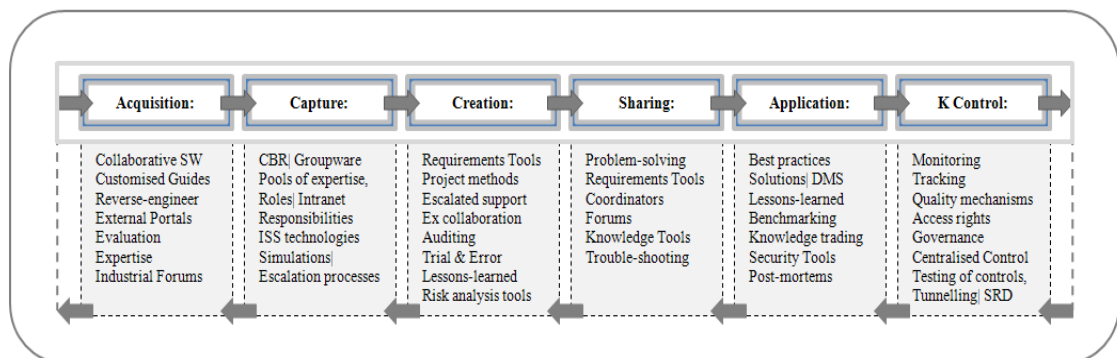 Acquisition:
Capture:
Creation:
Sharing:
Application:
K Control:
Collaborative SW
Customised Guides
Reverse-engineer
External Portals
Evaluation
Expertise
Industrial Forums
CBR| Groupware
Pools of expertise,
Roles| Intranet
Responsibilities
ISS technologies
Simulations|
Escalation processes
Requirements Tools
Project methods
Escalated support
Ex collaboration
Auditing
Trial & Error
Lessons-learned
Risk analysis tools
Problem-solving
Requirements Tools
Coordinators
Forums
Knowledge Tools
Trouble-shooting
Best practices
Solutions| DMS
Lessons-learned
Benchmarking
Knowledge trading
Security Tools
Post-mortems
Monitoring
Tracking
Quality mechanisms
Access rights
Governance
Centralised Control
Testing of controls,
Tunnelling| SRD